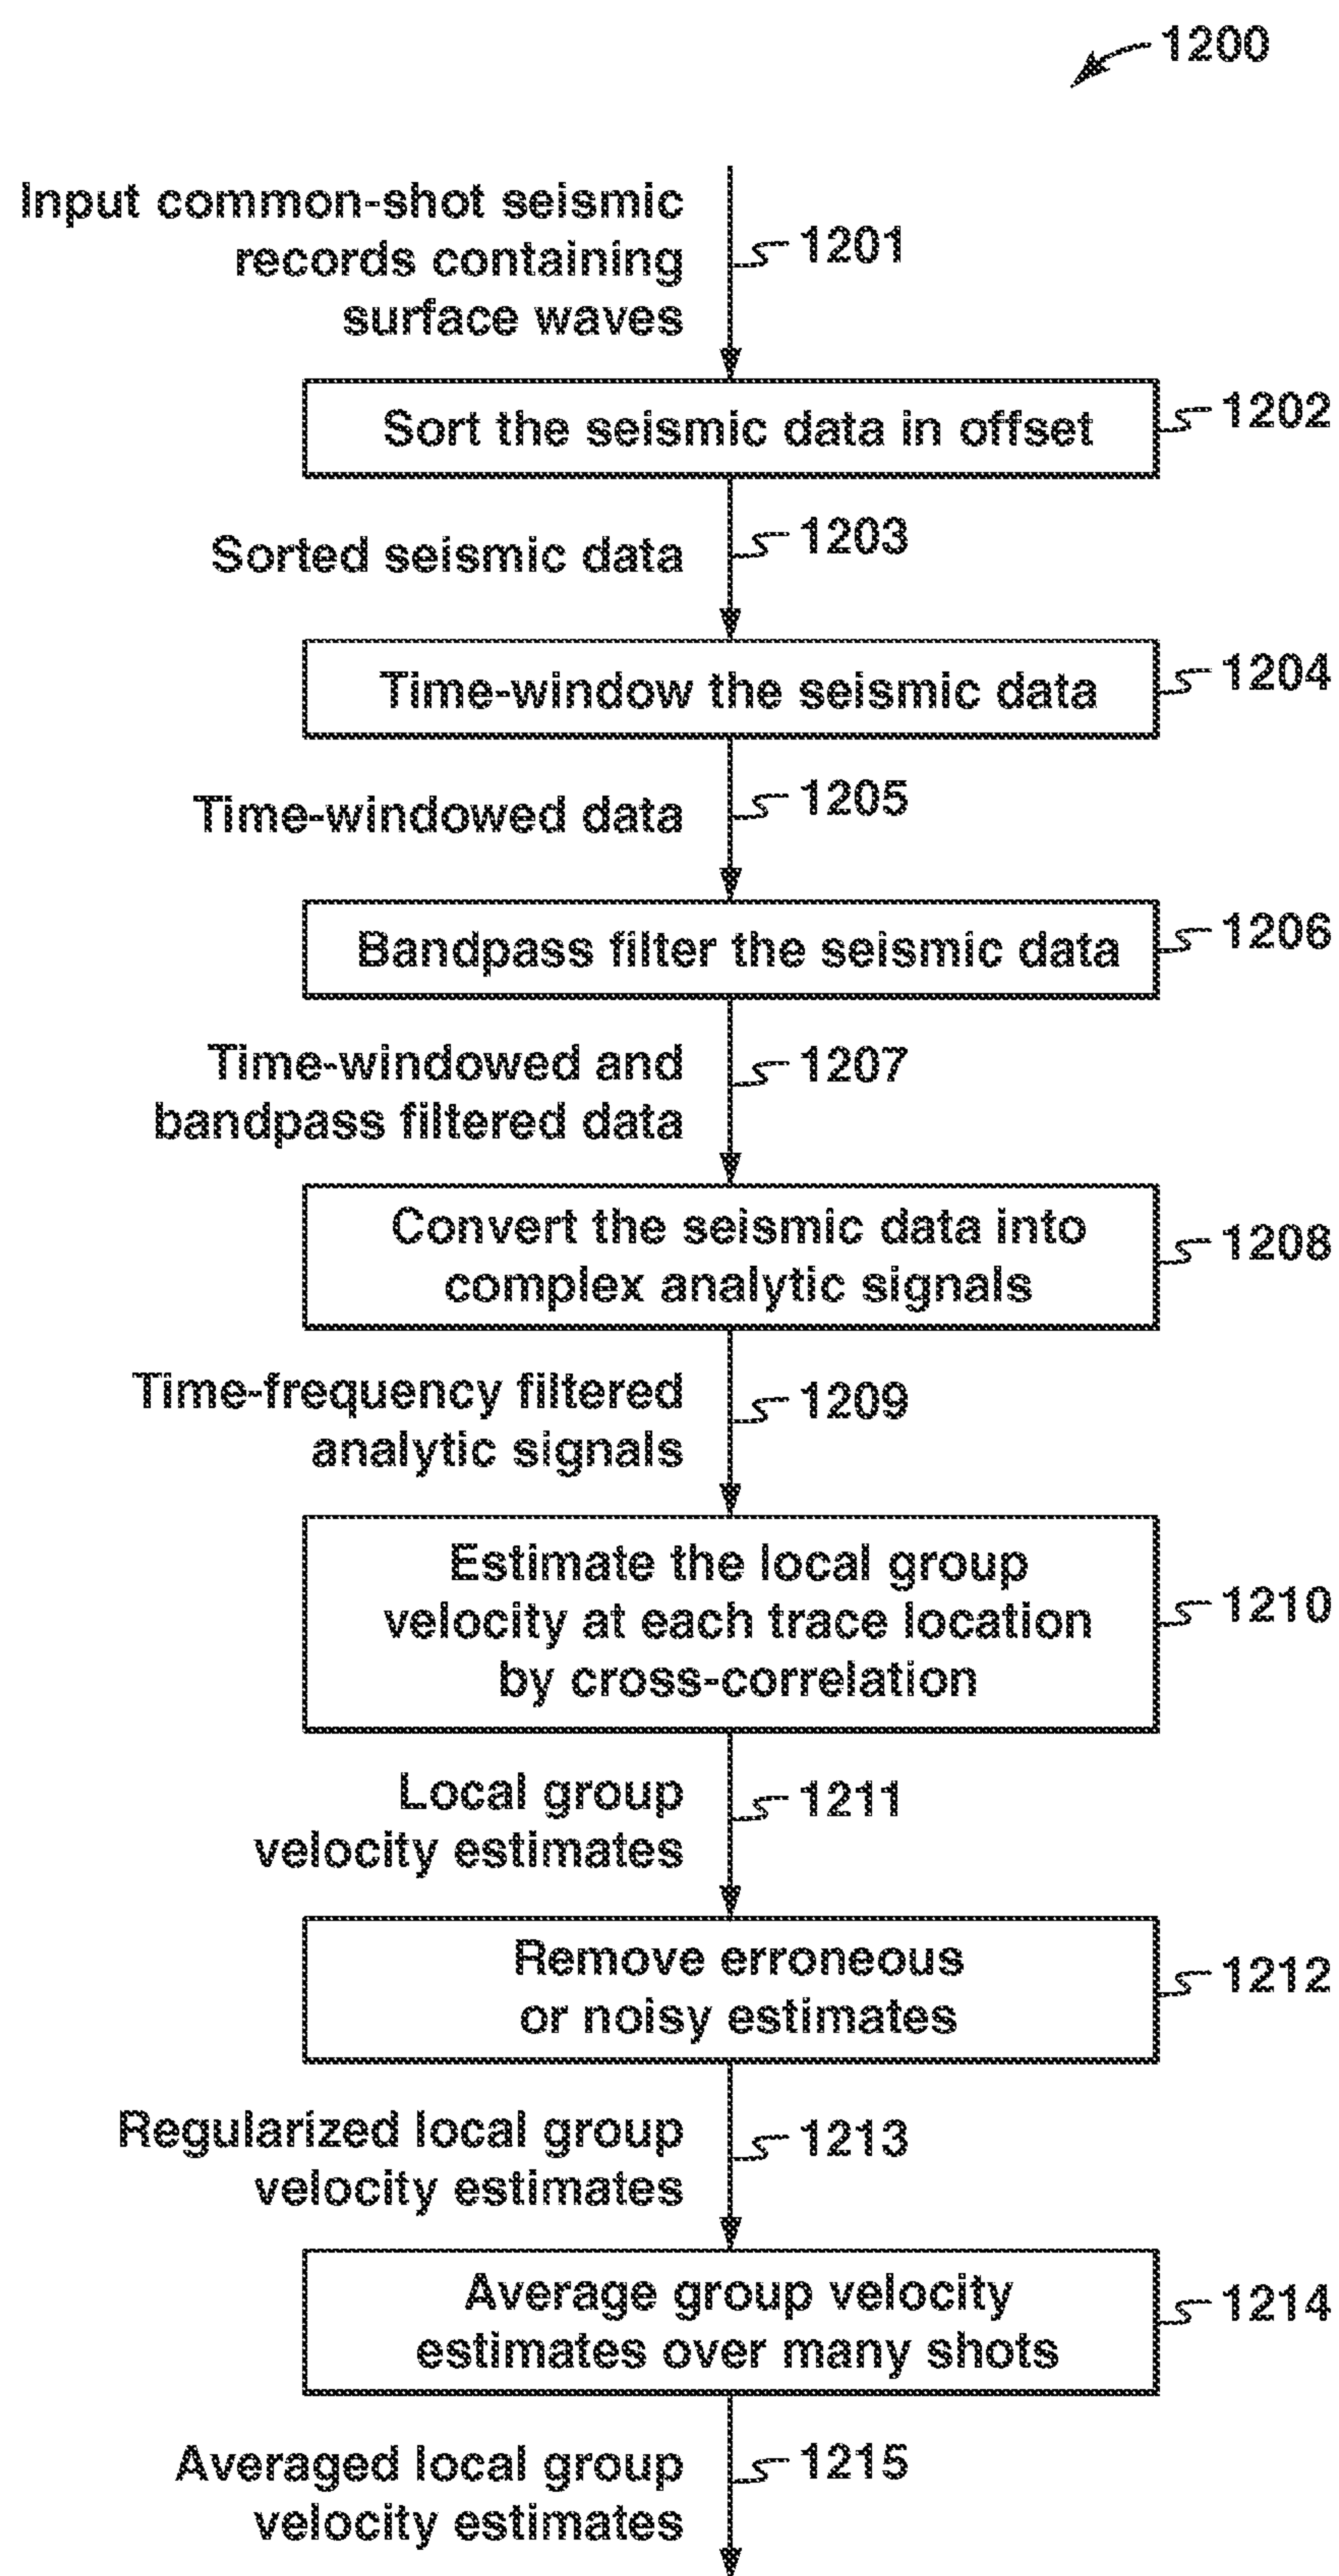 1200
Input common-shot seismic
records containing
surface waves
1201
Sort the seismic data in offset
1202
Sorted seismic data
1203
Time-window the seismic data
1204
Time-windowed data
1205
Bandpass filter the seismic data
1206
Time-windowed and
bandpass filtered data
1207
Convert the seismic data into
complex analytic signals
1208
Time-frequency filtered
analytic signals
1209
Estimate the local group
velocity at each trace location
by cross-correlation
1210
Local group
velocity estimates
1211
Remove erroneous
or noisy estimates
1212
Regularized local group
velocity estimates
1213
Average group velocity
estimates over many shots
1214
Averaged local group
velocity estimates
1215